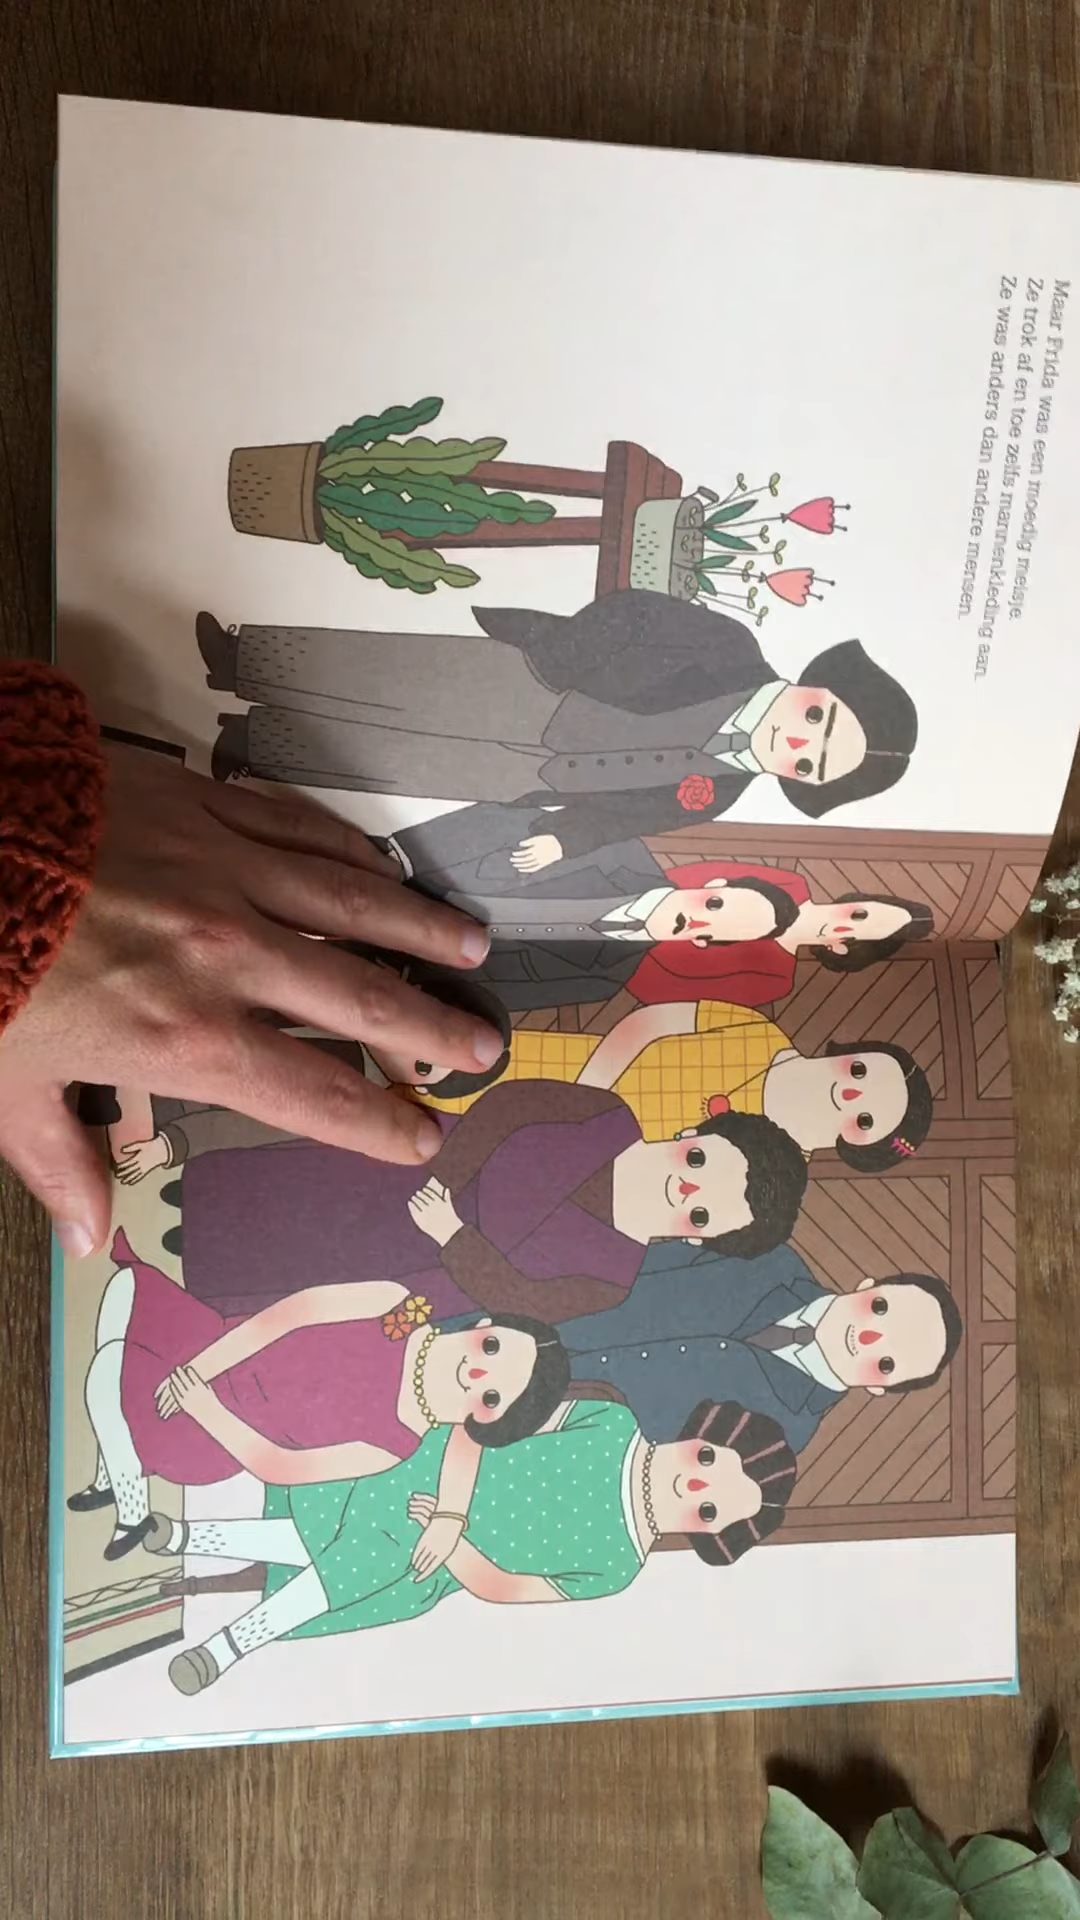 Maar Frida was een moedig meisje.
Ze trok af en toe zelfs mannenkleding aan.
Ze was anders dan andere mensen.